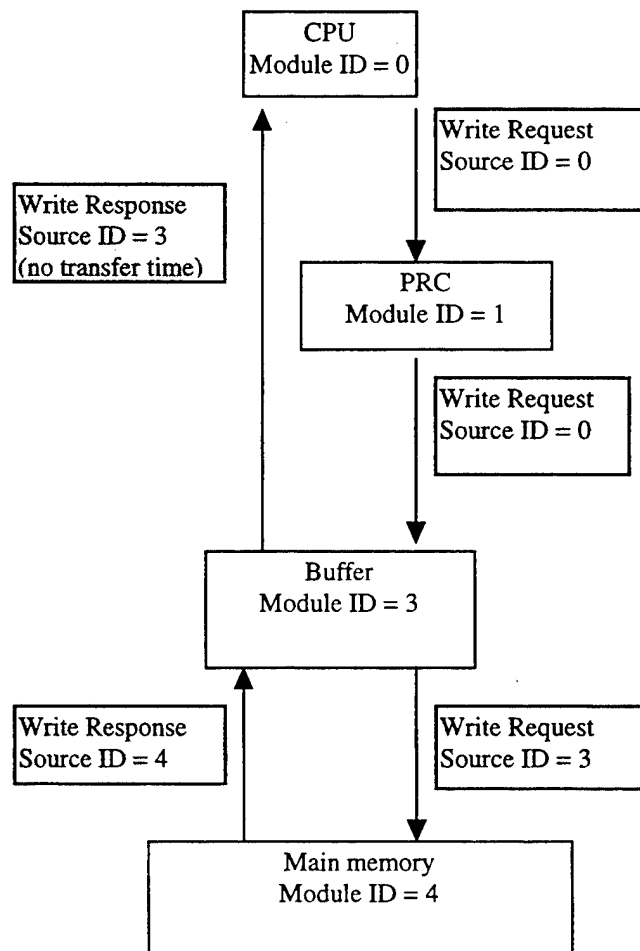 CPU
Module ID = 0
Write Request
Source ID = 0
Write Response
Source ID = 3
(no transfer time)
PRC
Module ID = 1
Write Request
Source ID = 0
Buffer
Module ID = 3
Write Response
Source ID = 4
Write Request
Source ID = 3
Main memory
Module ID = 4